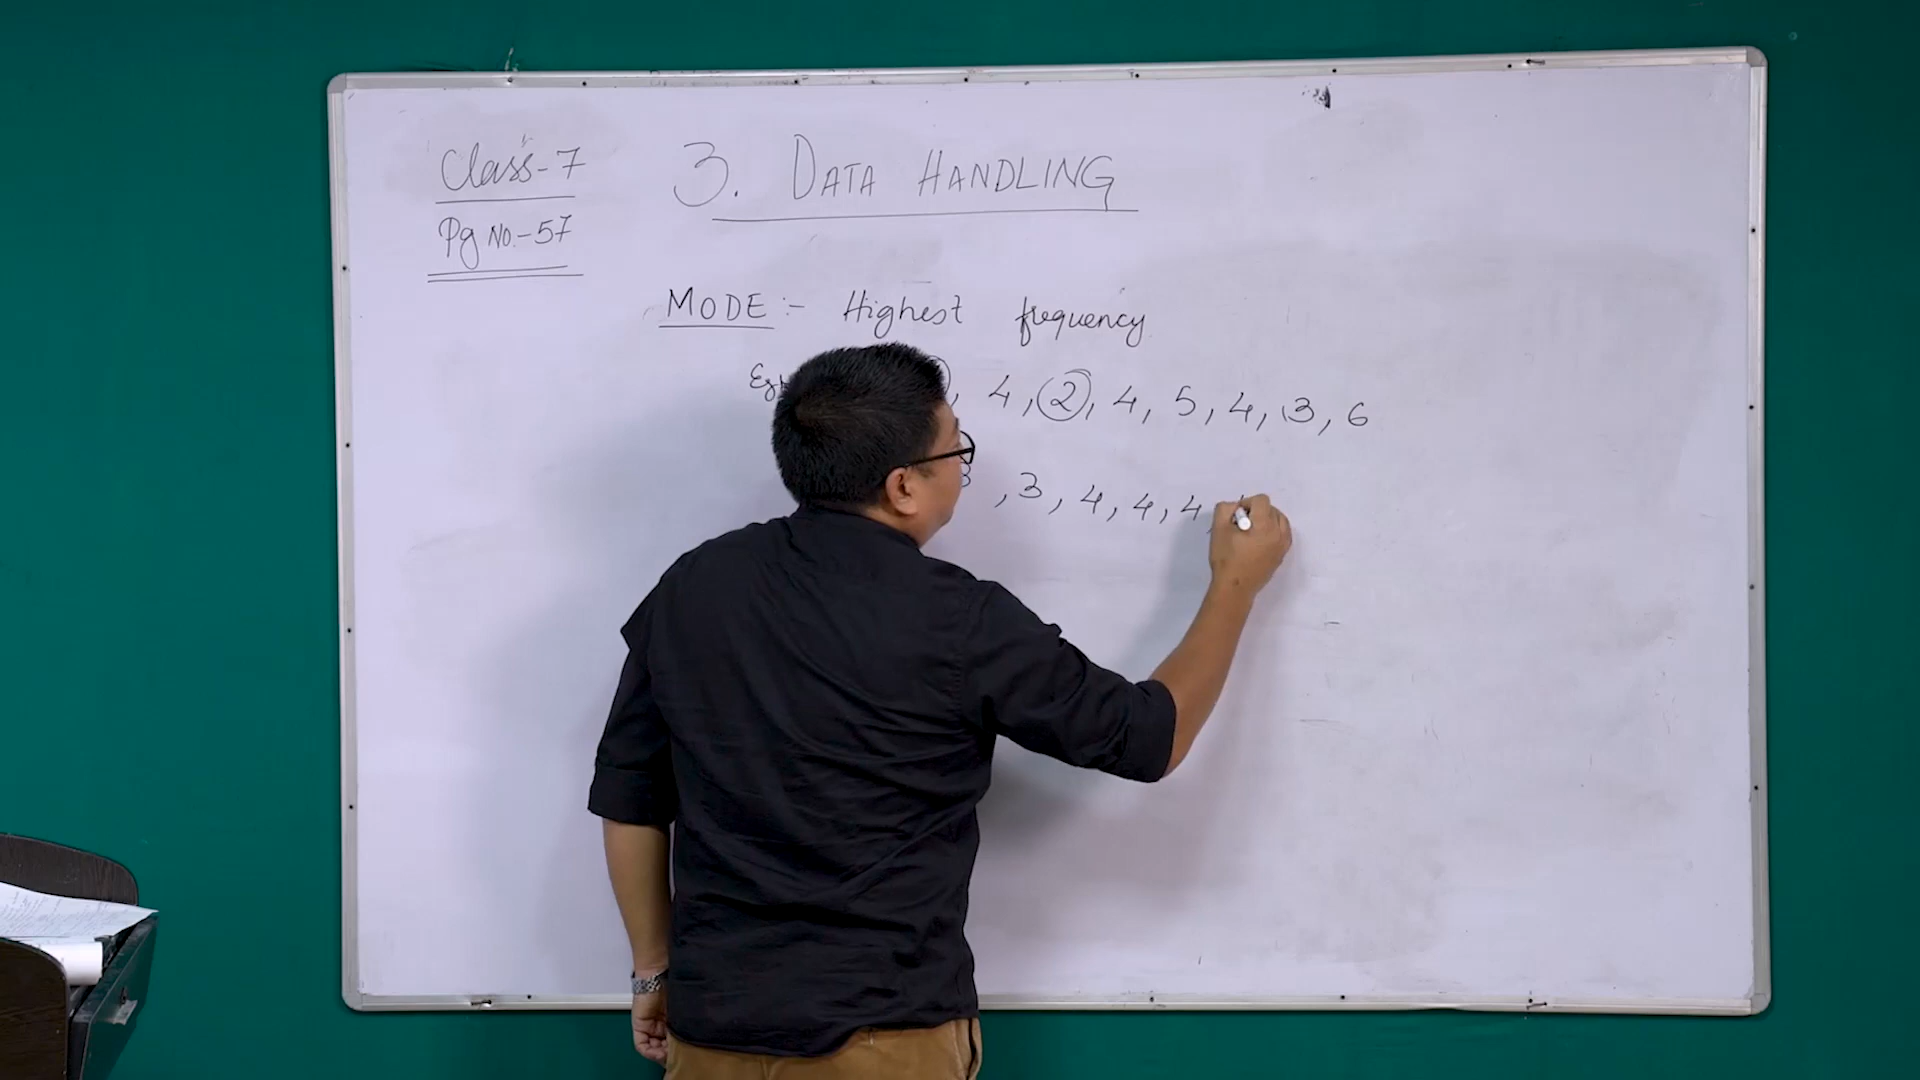 Class-7
Pg No.-57
3. DATA HANDLING
MODE :- Highest frequency
4, 2, 4, 5, 4, 3, 6
3, 3, 4, 4, 4,